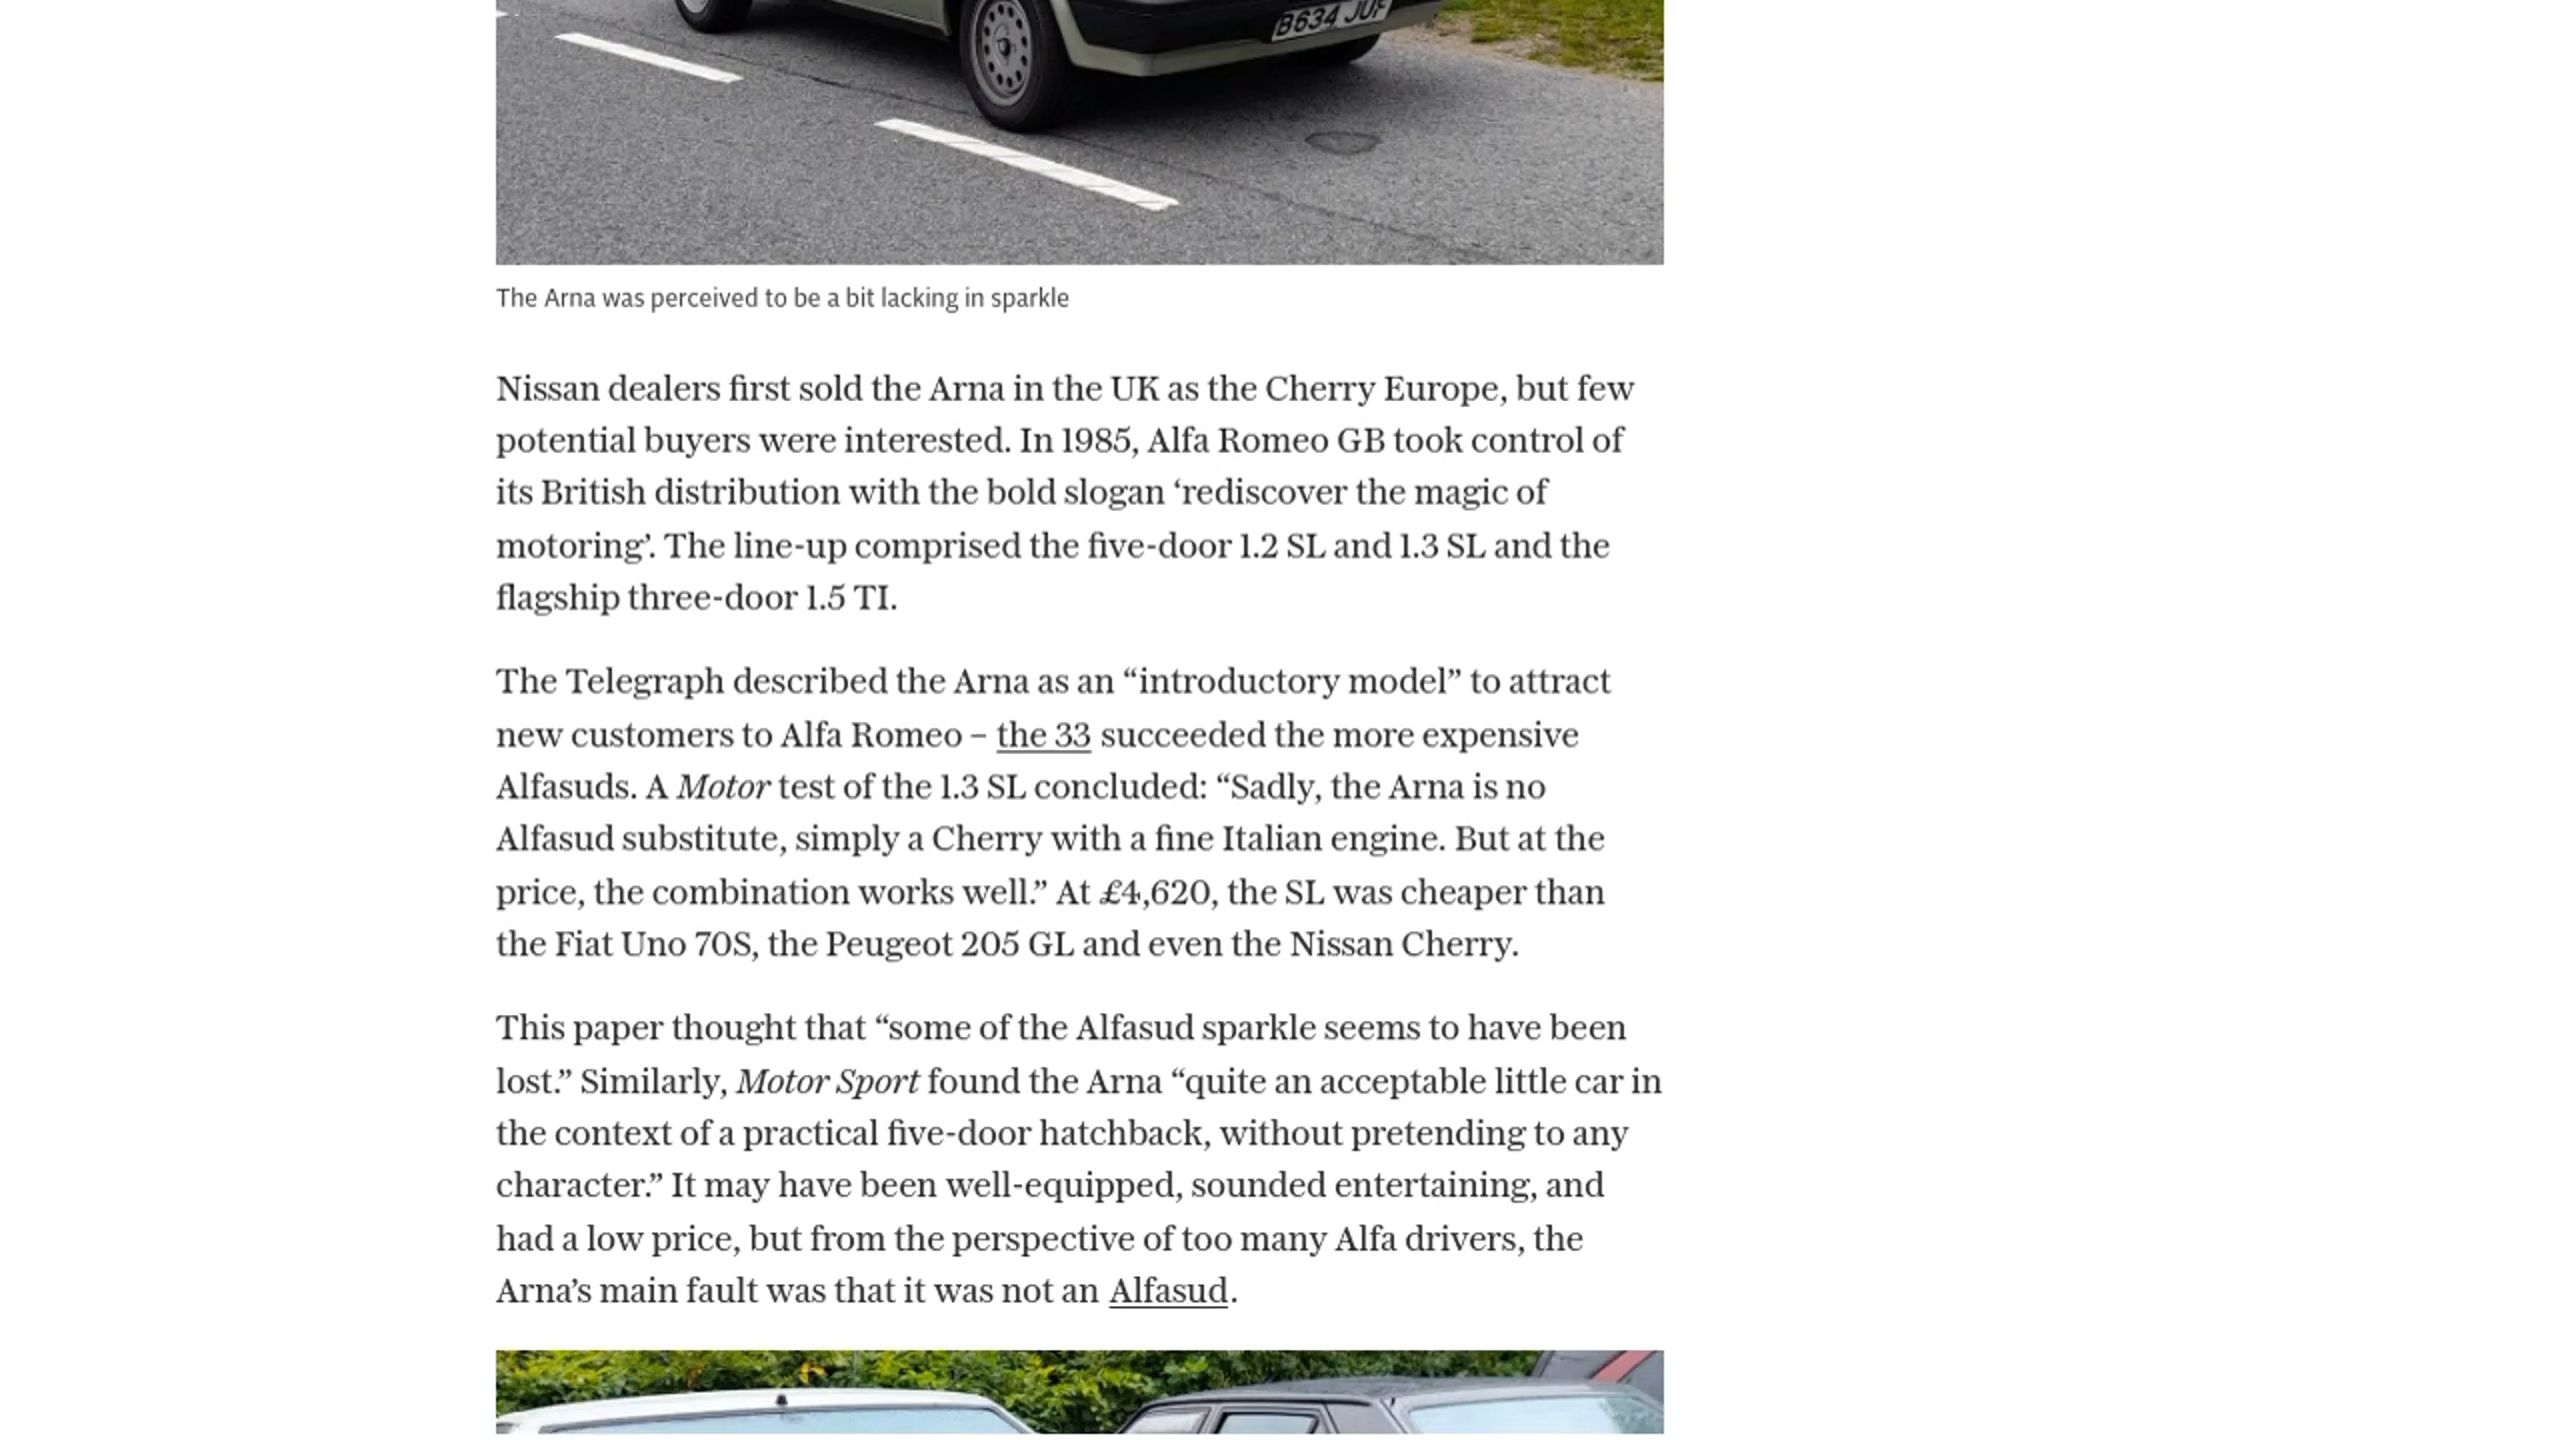 B634 JUF
The Arna was perceived to be a bit lacking in sparkle
Nissan dealers first sold the Arna in the UK as the Cherry Europe, but few
potential buyers were interested. In 1985, Alfa Romeo GB took control of
its British distribution with the bold slogan ‘rediscover the magic of
motoring’. The line-up comprised the five-door 1.2 SL and 1.3 SL and the
flagship three-door 1.5 TI.
The Telegraph described the Arna as an “introductory model” to attract
new customers to Alfa Romeo – the 33 succeeded the more expensive
Alfasuds. A Motor test of the 1.3 SL concluded: “Sadly, the Arna is no
Alfasud substitute, simply a Cherry with a fine Italian engine. But at the
price, the combination works well.” At £4,620, the SL was cheaper than
the Fiat Uno 70S, the Peugeot 205 GL and even the Nissan Cherry.
This paper thought that “some of the Alfasud sparkle seems to have been
lost.” Similarly, Motor Sport found the Arna “quite an acceptable little car in
the context of a practical five-door hatchback, without pretending to any
character.” It may have been well-equipped, sounded entertaining, and
had a low price, but from the perspective of too many Alfa drivers, the
Arna’s main fault was that it was not an Alfasud.